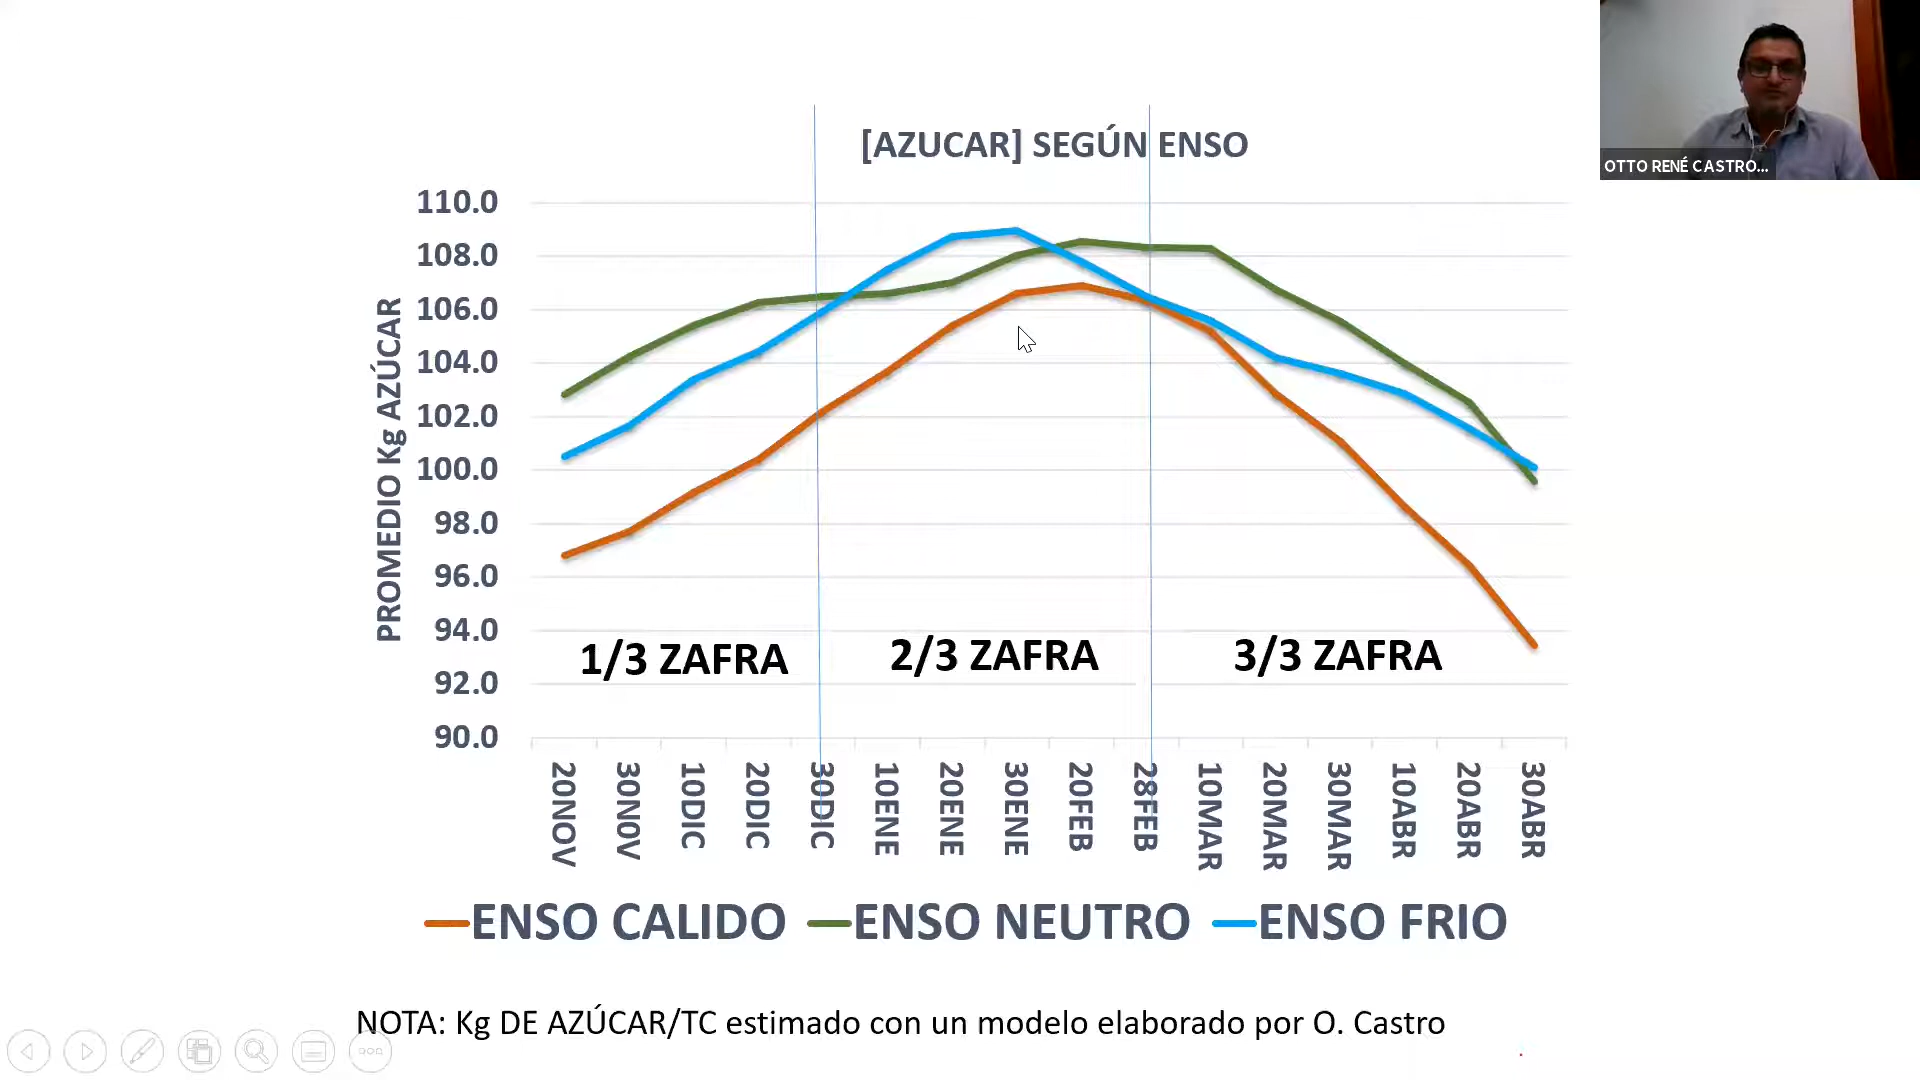 OTTO RENÉ CASTRO...
[AZUCAR] SEGÚN ENSO
PROMEDIO Kg AZÚCAR
110.0
108.0
106.0
104.0
102.0
100.0
98.0
96.0
94.0
92.0
90.0
1/3 ZAFRA
2/3 ZAFRA
3/3 ZAFRA
20NOV
30NOV
10DIC
20DIC
30DIC
10ENE
20ENE
30ENE
20FEB
28FEB
10MAR
20MAR
30MAR
10ABR
20ABR
30ABR
ENSO CALIDO ENSO NEUTRO ENSO FRIO
NOTA: Kg DE AZÚCAR/TC estimado con un modelo elaborado por O. Castro